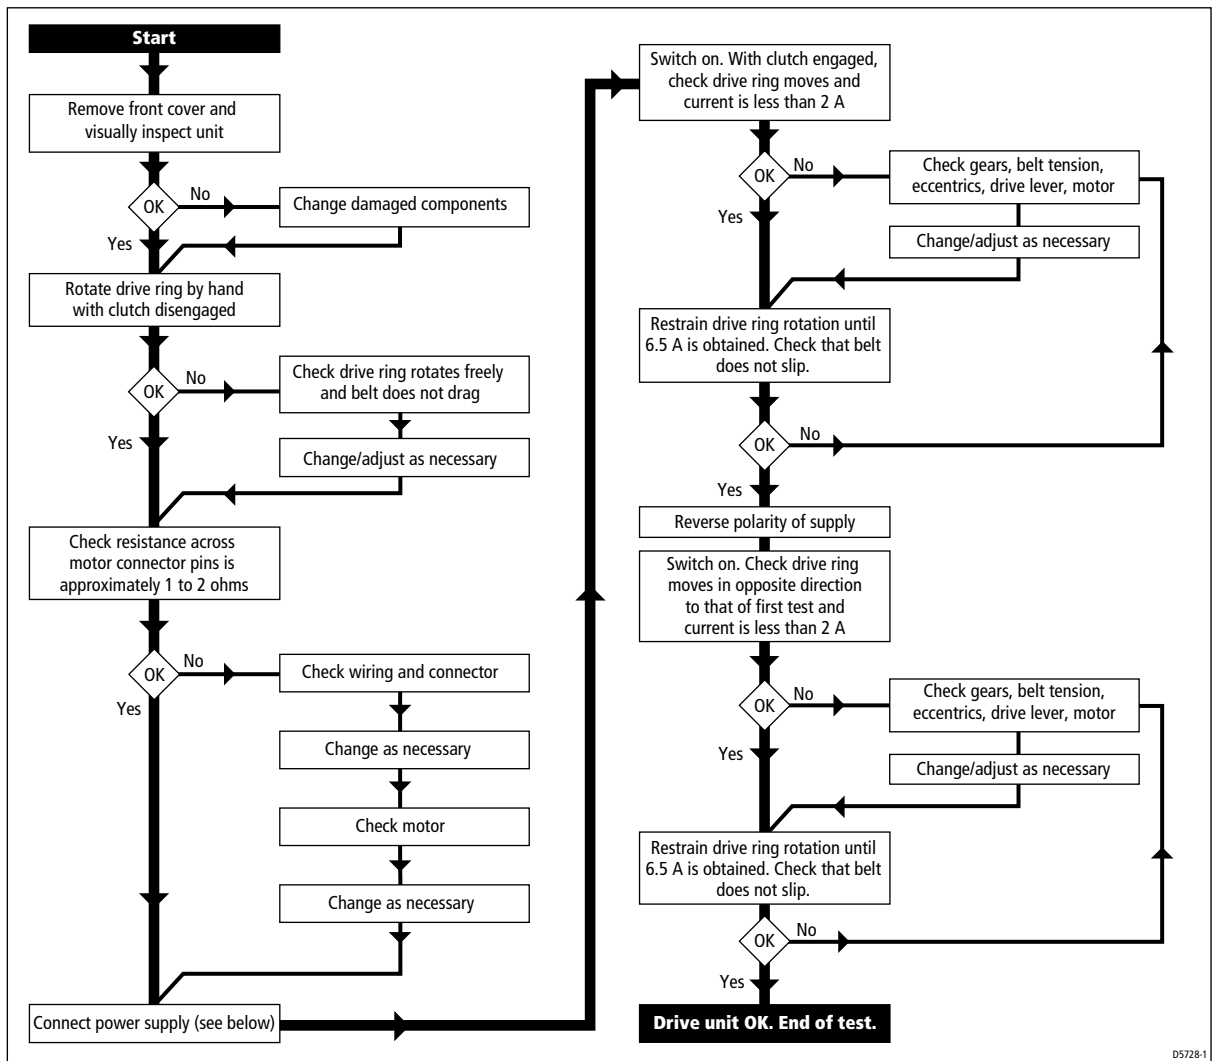 Start
Remove front cover and
visually inspect unit
OK
No
Change damaged components
Yes
Rotate drive ring by hand
with clutch disengaged
OK
No
Check drive ring rotates freely
and belt does not drag
Yes
Change/adjust as necessary
Check resistance across
motor connector pins is
approximately 1 to 2 ohms
OK
No
Check wiring and connector
Yes
Change as necessary
Check motor
Change as necessary
Connect power supply (see below)
Switch on. With clutch engaged,
check drive ring moves and
current is less than 2 A
OK
No
Check gears, belt tension,
eccentrics, drive lever, motor
Yes
Change/adjust as necessary
Restrain drive ring rotation until
6.5 A is obtained. Check that belt
does not slip.
OK
No
Yes
Reverse polarity of supply
Switch on. Check drive ring
moves in opposite direction
to that of first test and
current is less than 2 A
OK
No
Check gears, belt tension,
eccentrics, drive lever, motor
Yes
Change/adjust as necessary
Restrain drive ring rotation until
6.5 A is obtained. Check that belt
does not slip.
OK
No
Yes
Drive unit OK. End of test.
D5728-1